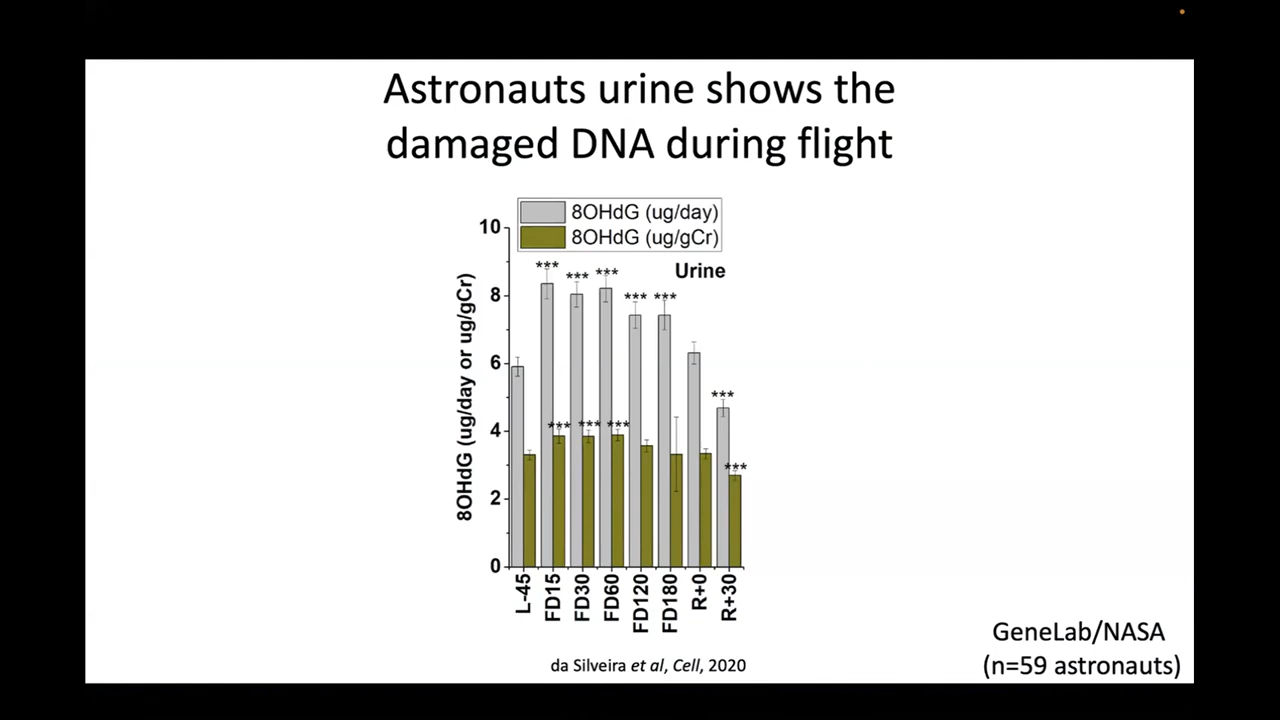 Astronauts urine shows the
damaged DNA during flight
8OHdG (ug/day)
8OHdG (ug/gCr)
Urine
8OHdG (ug/day or ug/gCr)
10
8
6
4
2
0
*** *** *** *** *** ***
*** *** *** ***
L-45 FD15 FD30 FD60 FD120 FD180 R+0 R+30
da Silveira et al, Cell, 2020
GeneLab/NASA
(n=59 astronauts)